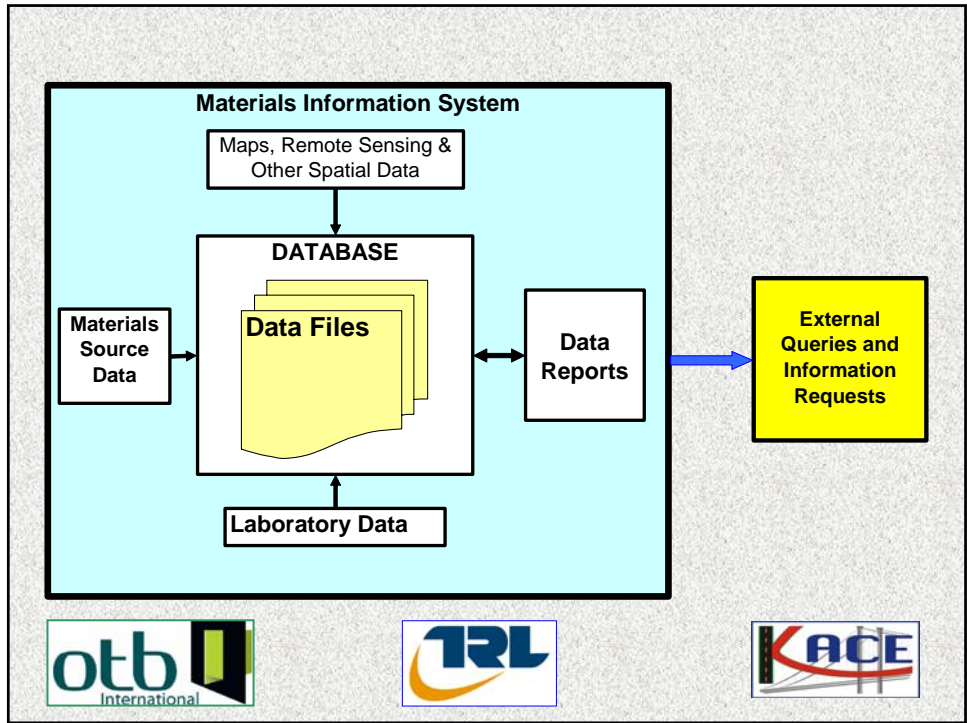 Materials Information System
Maps, Remote Sensing &
Other Spatial Data
DATABASE
Data Files
Materials
Source
Data
Data
Reports
External
Queries and
Information
Requests
Laboratory Data
otb
International
TRL
KACE